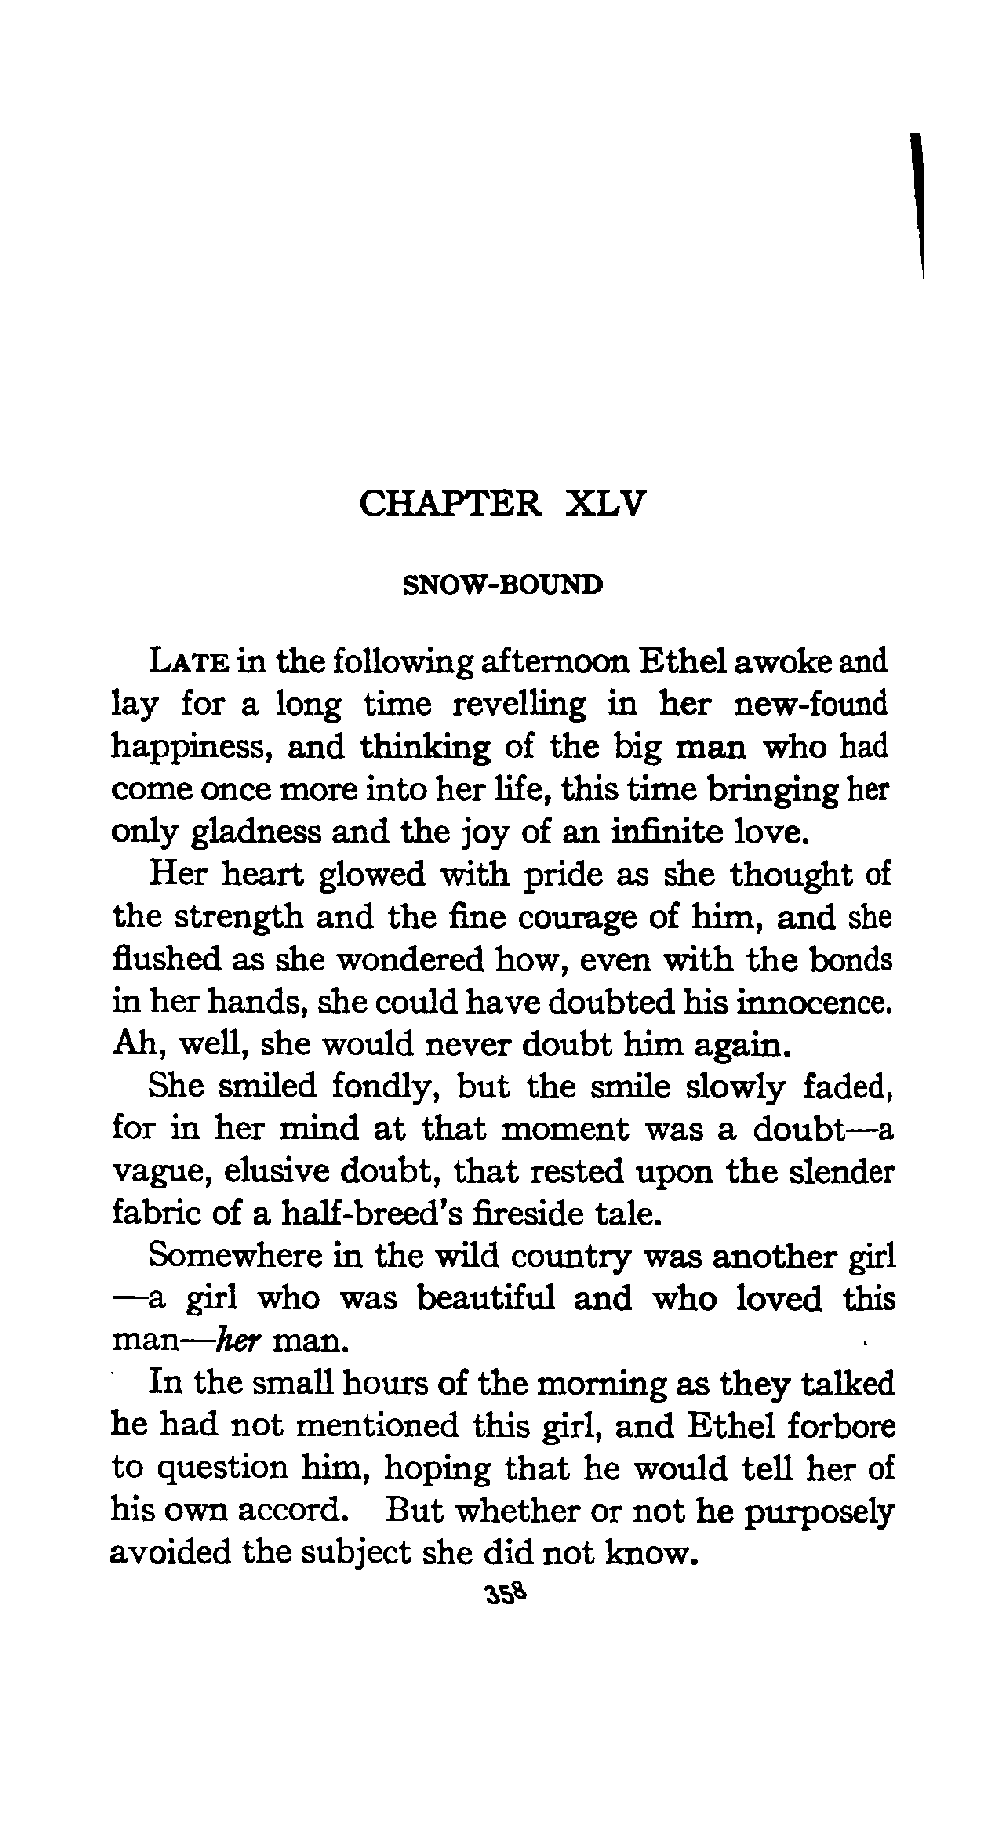 CHAPTER XLV
SNOW-BOUND
LATE in the following afternoon Ethel awoke and
lay for a long time revelling in her new-found
happiness, and thinking of the big man who had
come once more into her life, this time bringing her
only gladness and the joy of an infinite love.
Her heart glowed with pride as she thought of
the strength and the fine courage of him, and she
flushed as she wondered how, even with the bonds
in her hands, she could have doubted his innocence.
Ah, well, she would never doubt him again.
She smiled fondly, but the smile slowly faded,
for in her mind at that moment was a doubt—a
vague, elusive doubt, that rested upon the slender
fabric of a half-breed's fireside tale.
Somewhere in the wild country was another girl
—a girl who was beautiful and who loved this
man—her man.
In the small hours of the morning as they talked
he had not mentioned this girl, and Ethel forbore
to question him, hoping that he would tell her of
his own accord. But whether or not he purposely
avoided the subject she did not know.
358